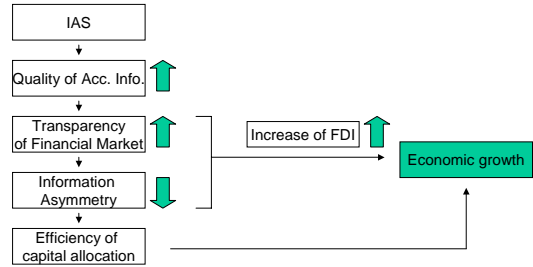 IAS
Quality of Acc. Info.
Transparency
of Financial Market
Increase of FDI
Economic growth
Information
Asymmetry
Efficiency of
capital allocation